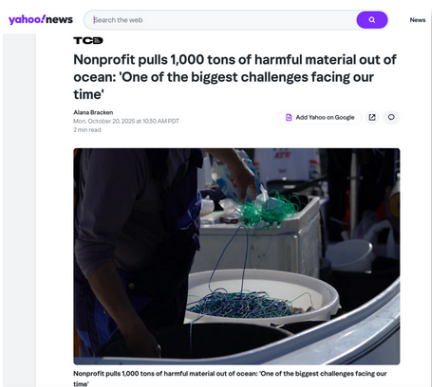 yahoo!news
Search the web
News
TCD
Nonprofit pulls 1,000 tons of harmful material out of
ocean: 'One of the biggest challenges facing our
time'
Alana Bracken
Mon, October 20, 2025 at 10:30 AM PDT
2 min read
Add Yahoo on Google
Nonprofit pulls 1,000 tons of harmful material out of ocean: 'One of the biggest challenges facing our
time'